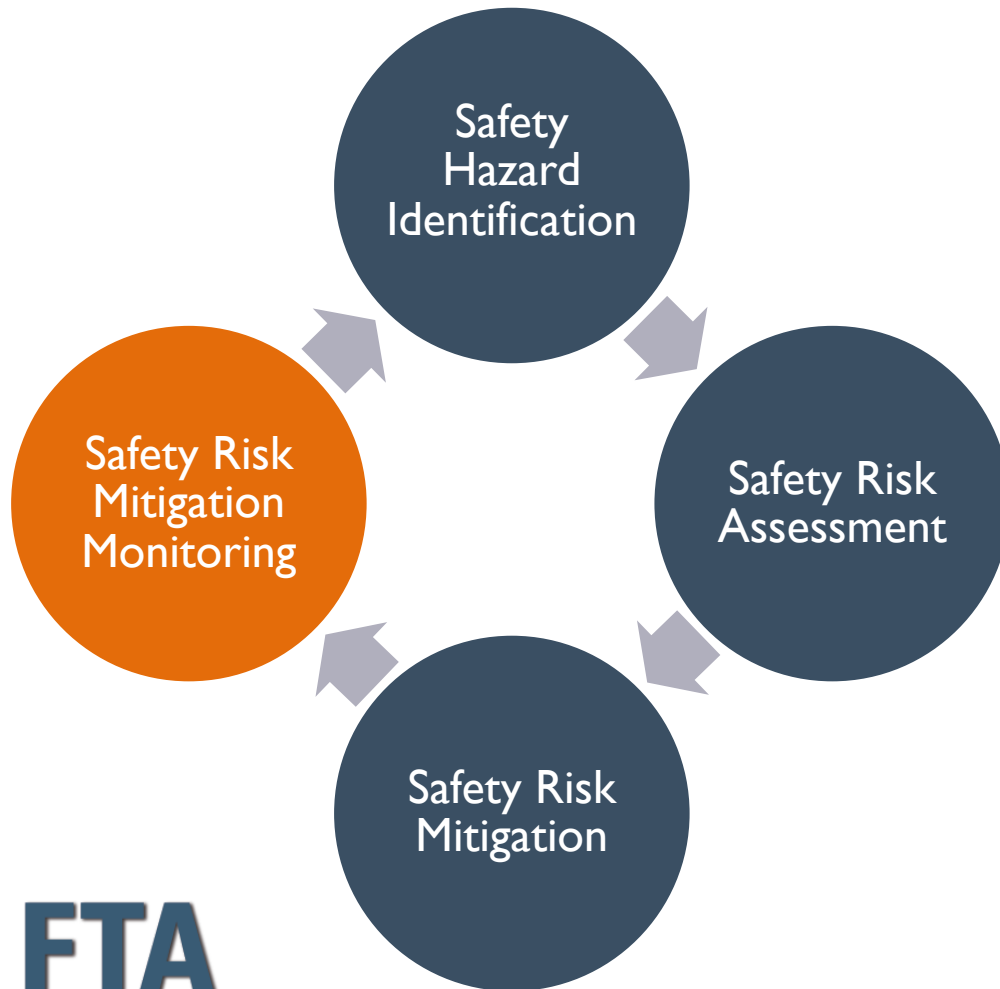 Safety
Hazard
Identification
Safety Risk
Assessment
Safety Risk
Mitigation
Safety Risk
Mitigation
Monitoring
FTA